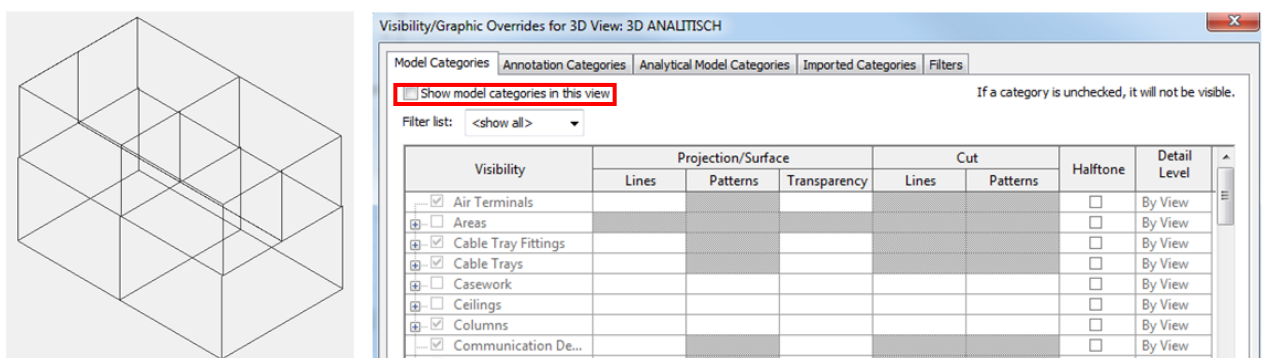 Visibility/Graphic Overrides for 3D View: 3D ANALITISCH
Model Categories Annotation Categories Analytical Model Categories Imported Categories Filters
Show model categories in this view If a category is unchecked, it will not be visible.
Filter list: <show all>
Visibility Projection/Surface Cut Halftone Detail Level
Lines Patterns Transparency Lines Patterns
Air Terminals By View
Areas By View
Cable Tray Fittings By View
Cable Trays By View
Casework By View
Ceilings By View
Columns By View
Communication De... By View